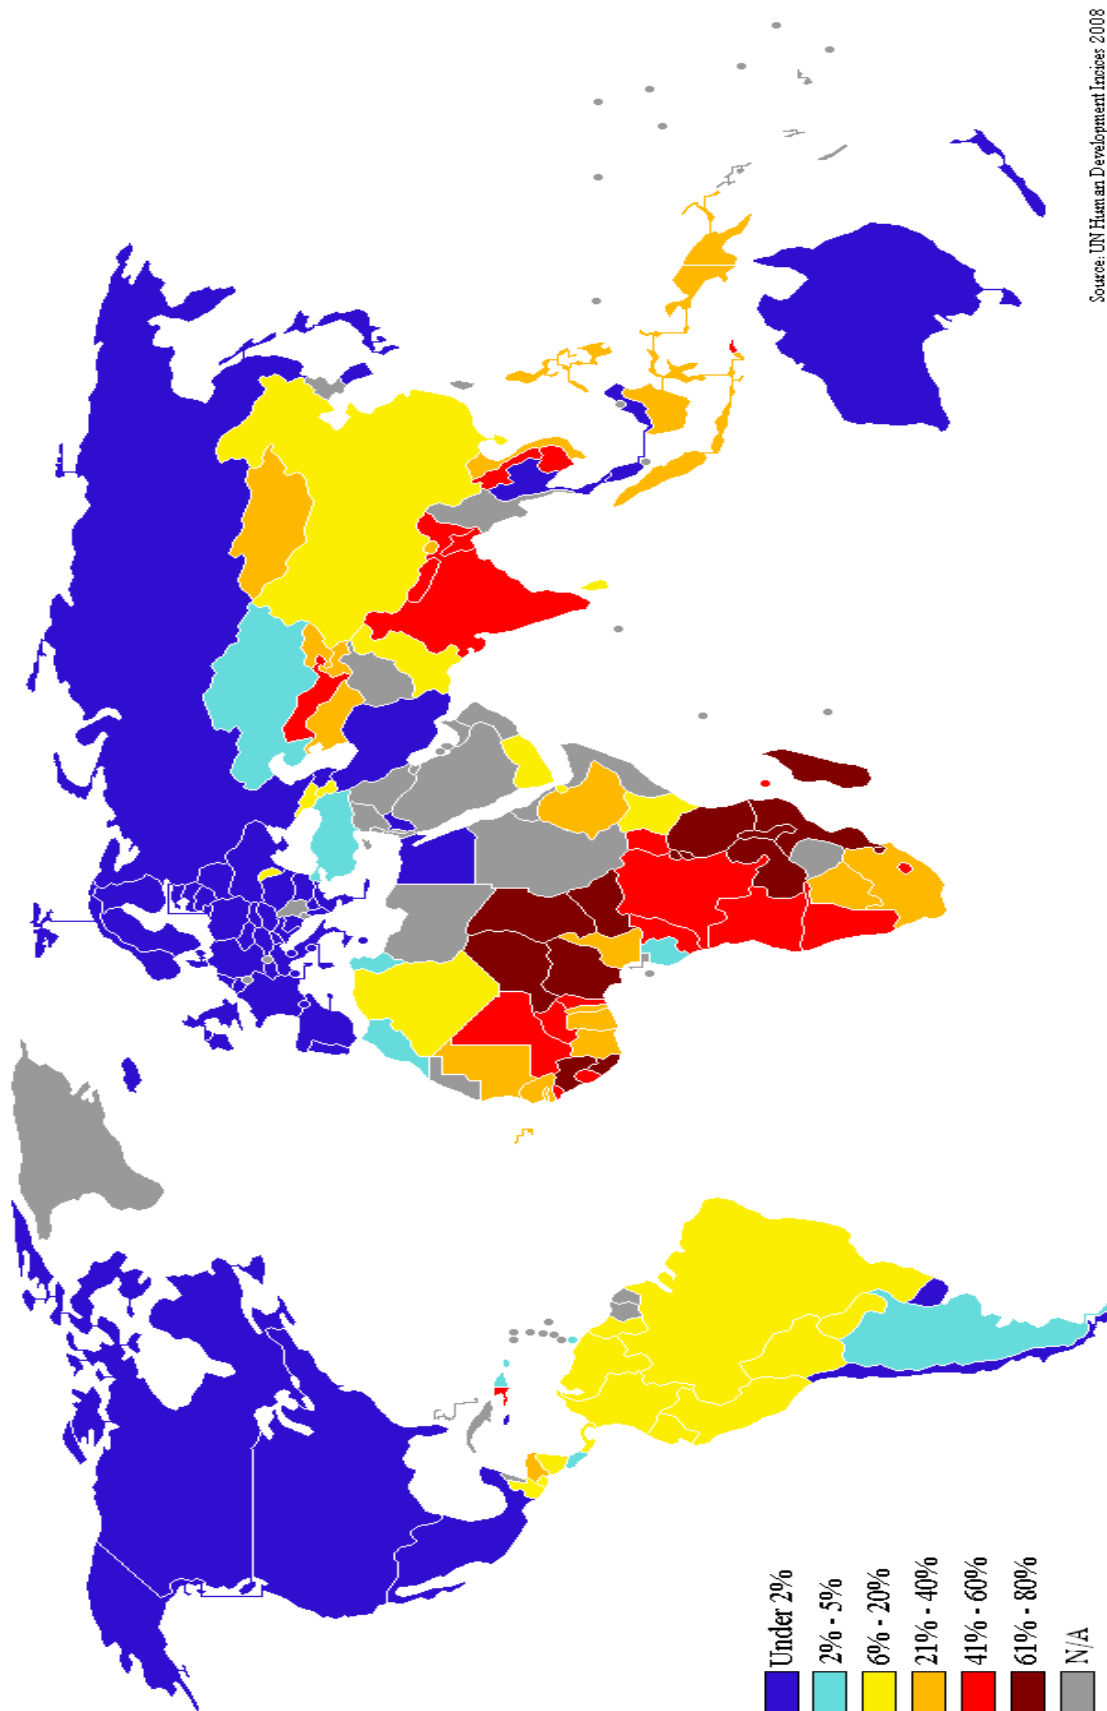 Under 2%
2% - 5%
6% - 20%
21% - 40%
41% - 60%
61% - 80%
N/A
Source: UN Human Development Indices 2008